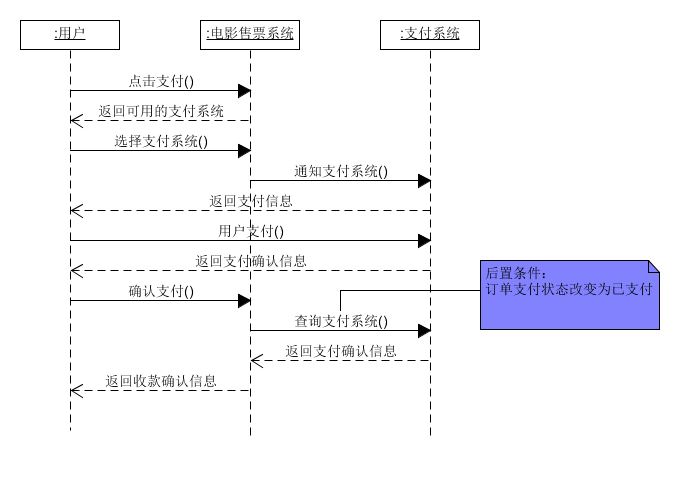 :用户
:电影售票系统
:支付系统
点击支付()
返回可用的支付系统
选择支付系统()
通知支付系统()
返回支付信息
用户支付()
返回支付确认信息
后置条件:
订单支付状态改变为已支付
确认支付()
查询支付系统()
返回支付确认信息
返回收款确认信息